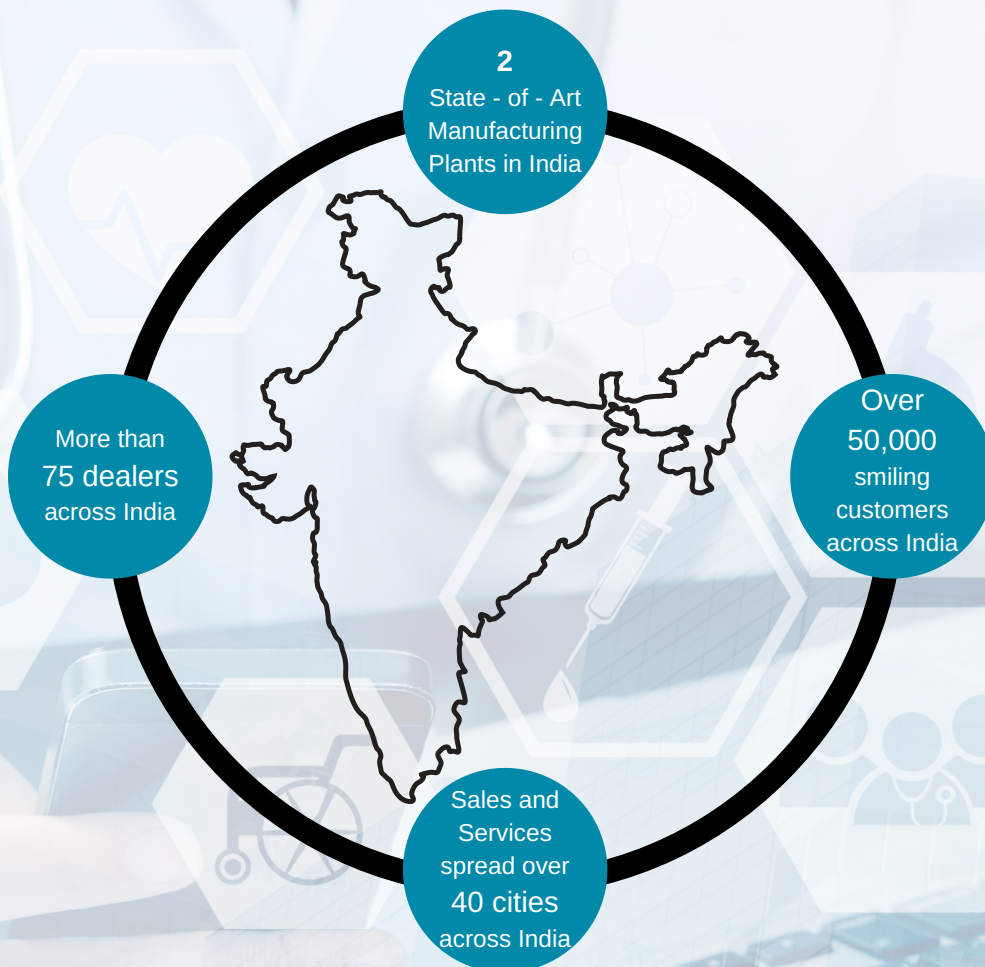 2
State - of - Art
Manufacturing
Plants in India
More than
75 dealers
across India
Over
50,000
smiling
customers
across India
Sales and
Services
spread over
40 cities
across India